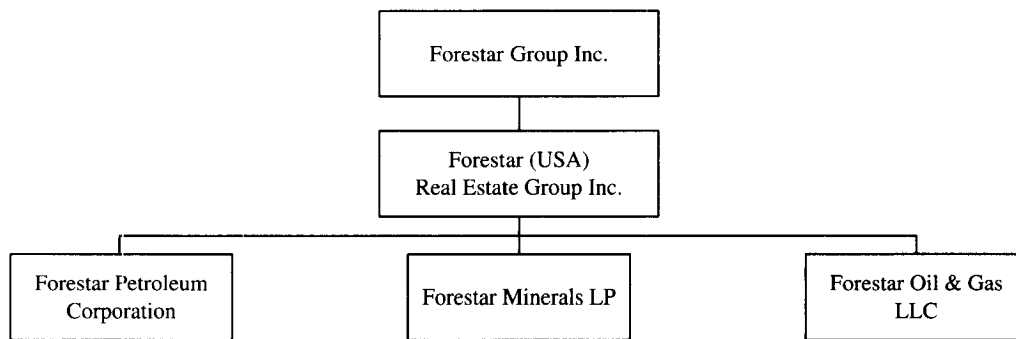 Forestar Group Inc.
Forestar (USA)
Real Estate Group Inc.
Forestar Petroleum
Corporation
Forestar Minerals LP
Forestar Oil & Gas
LLC